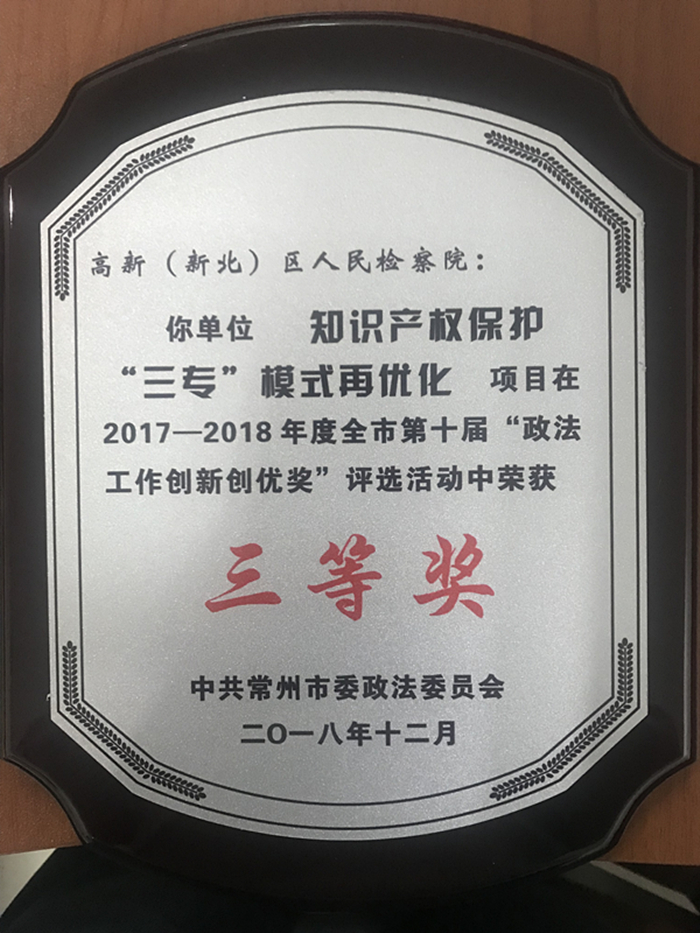 高新（新北）区人民检察院：
你单位 知识产权保护
“三专”模式再优化 项目在
2017—2018年度全市第十届“政法
工作创新创优奖”评选活动中荣获
三等奖
中共常州市委政法委员会
二〇一八年十二月